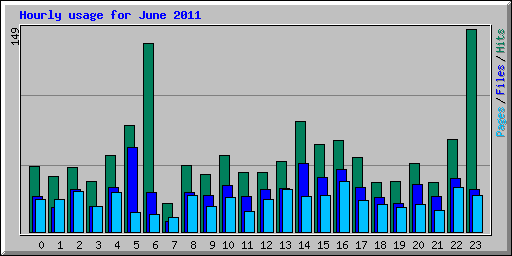 Hourly usage for June 2011
149
Pages / Files / Hits
0 1 2 3 4 5 6 7 8 9 10 11 12 13 14 15 16 17 18 19 20 21 22 23